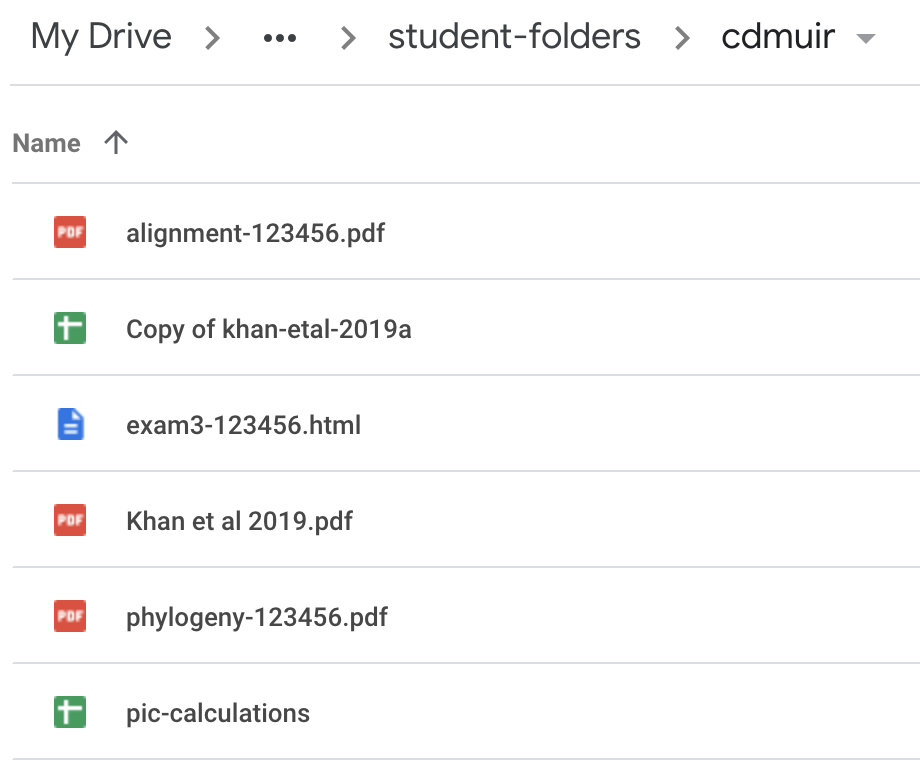 My Drive > ••• > student-folders > cdmuir
Name ↑
PDF alignment-123456.pdf
Copy of khan-etal-2019a
exam3-123456.html
PDF Khan et al 2019.pdf
PDF phylogeny-123456.pdf
pic-calculations